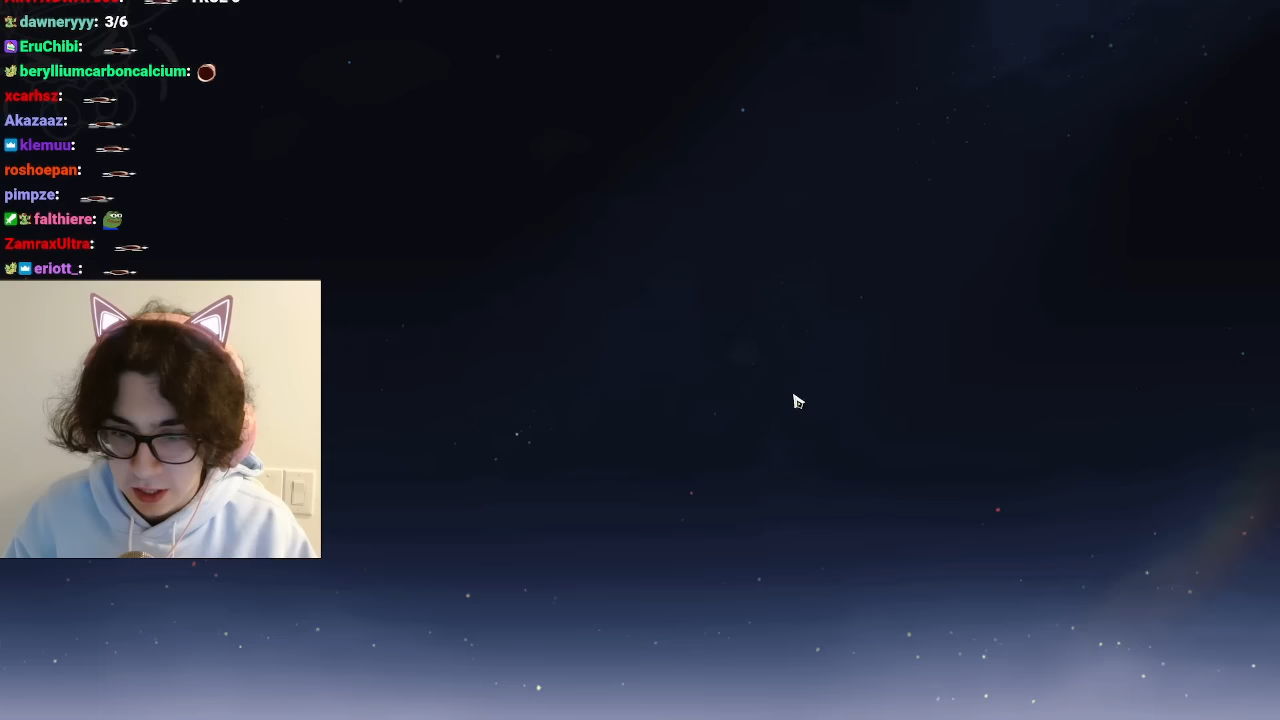 dawneryyy: 3/6
EruChibi:
berylliumcarboncalcium:
xcarhsz:
Akazaaz:
klemuu:
roshoepan:
pimpze:
falthiere:
ZamraxUltra:
eriott_: